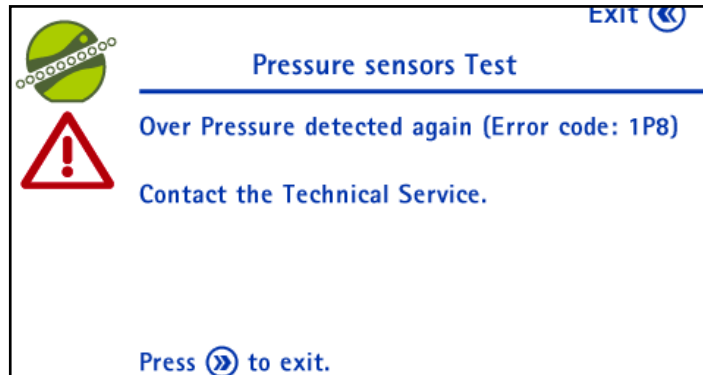 Exit
Pressure sensors Test
Over Pressure detected again (Error code: 1P8)
Contact the Technical Service.
Press » to exit.